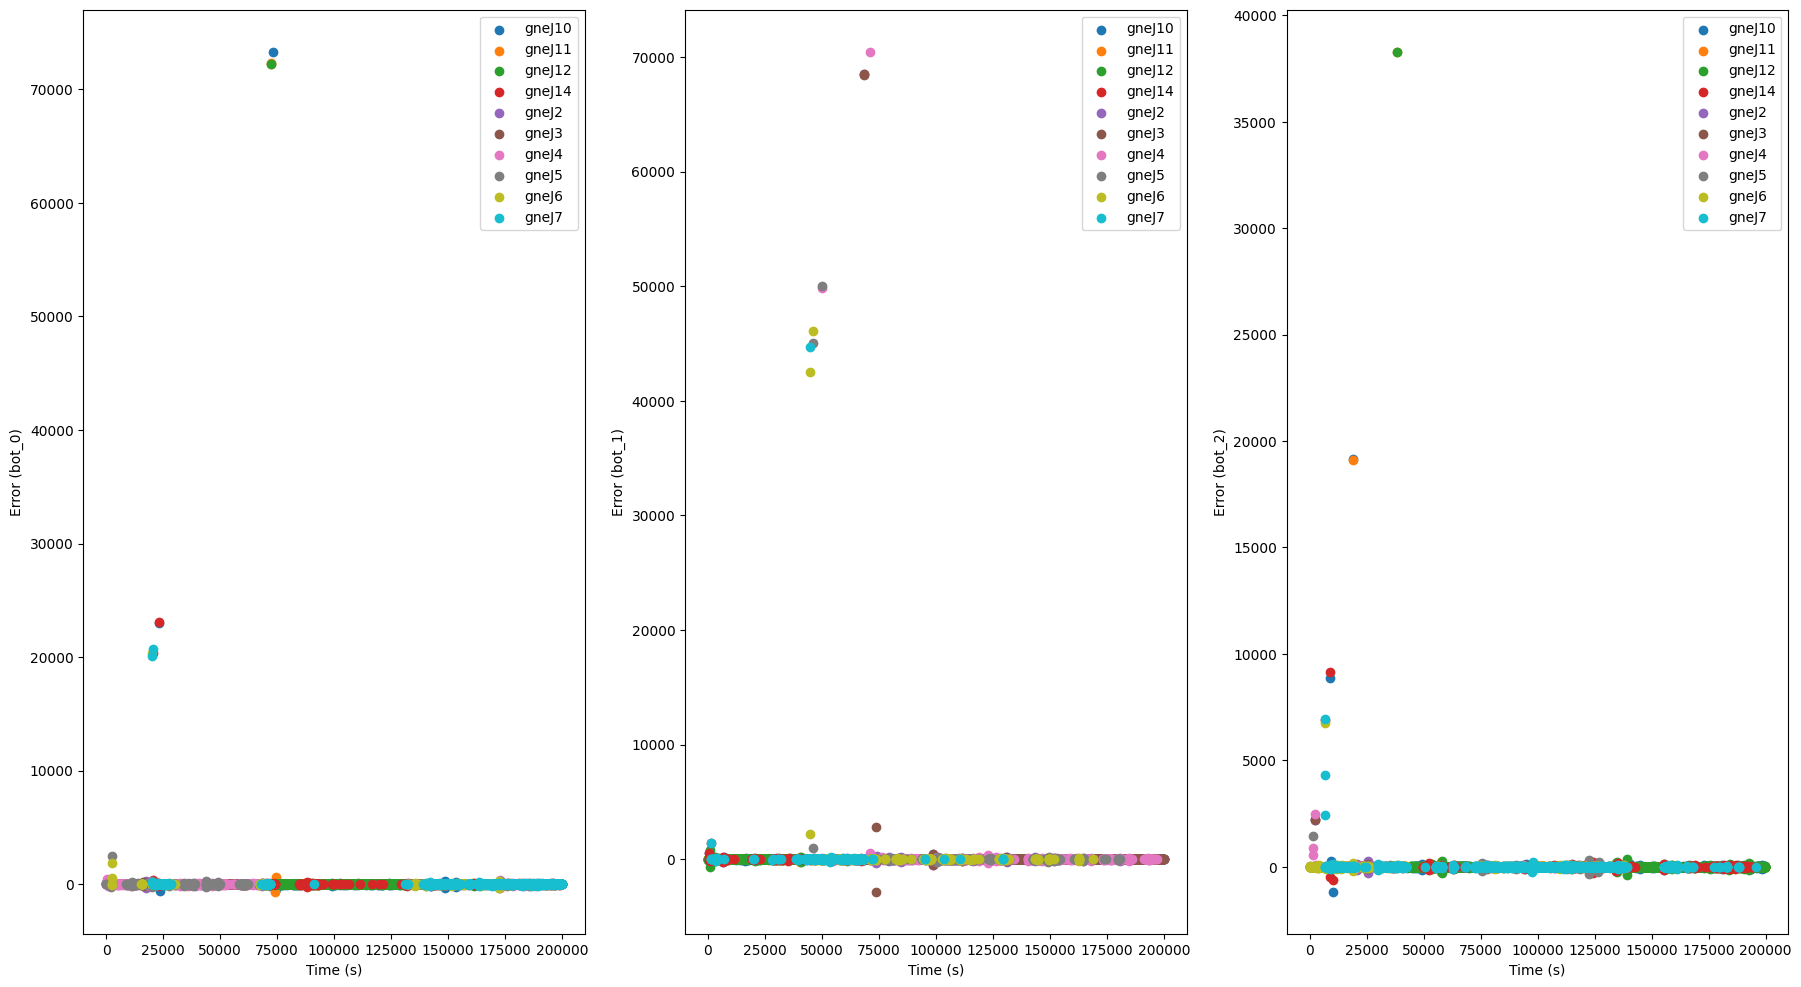 Error (bot_0)
70000
60000
50000
40000
30000
20000
10000
0
gneJ10
gneJ11
gneJ12
gneJ14
gneJ2
gneJ3
gneJ4
gneJ5
gneJ6
gneJ7
0 25000 50000 75000 100000 125000 150000 175000 200000
Time (s)
Error (bot_1)
70000
60000
50000
40000
30000
20000
10000
0
gneJ10
gneJ11
gneJ12
gneJ14
gneJ2
gneJ3
gneJ4
gneJ5
gneJ6
gneJ7
0 25000 50000 75000 100000 125000 150000 175000 200000
Time (s)
Error (bot_2)
40000
35000
30000
25000
20000
15000
10000
5000
0
gneJ10
gneJ11
gneJ12
gneJ14
gneJ2
gneJ3
gneJ4
gneJ5
gneJ6
gneJ7
0 25000 50000 75000 100000 125000 150000 175000 200000
Time (s)